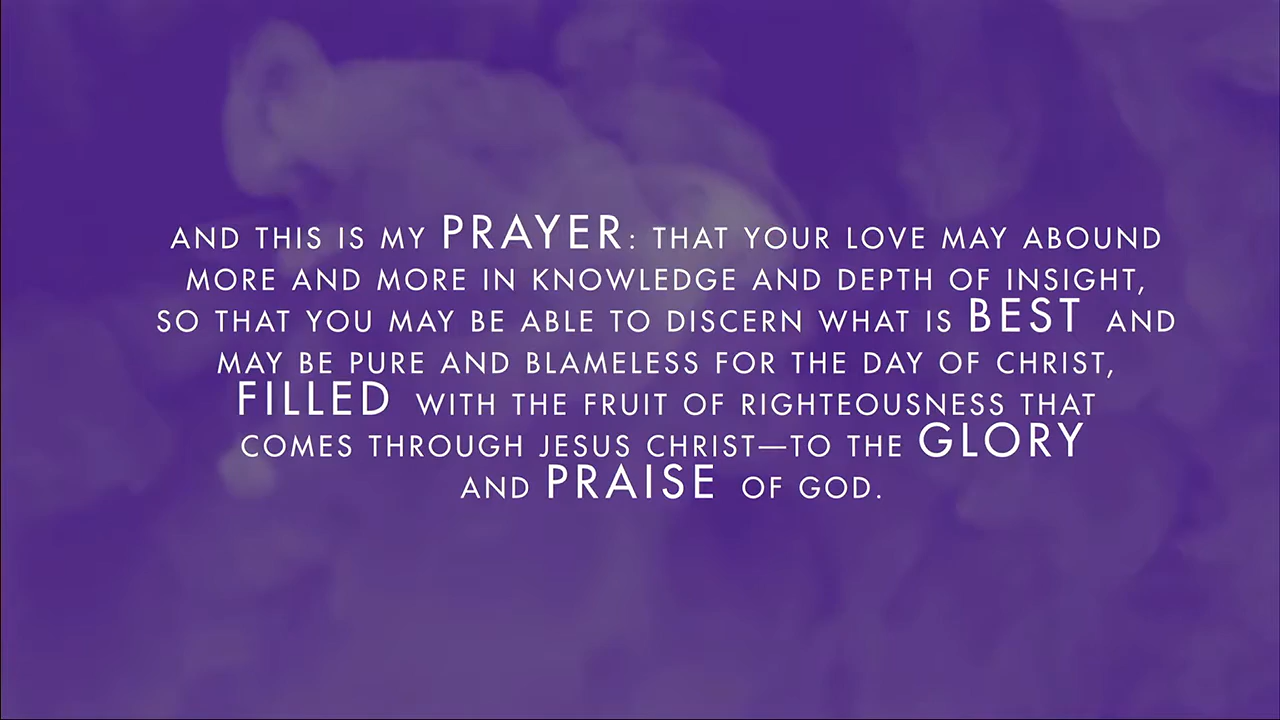 AND THIS IS MY PRAYER: THAT YOUR LOVE MAY ABOUND
MORE AND MORE IN KNOWLEDGE AND DEPTH OF INSIGHT,
SO THAT YOU MAY BE ABLE TO DISCERN WHAT IS BEST AND
MAY BE PURE AND BLAMELESS FOR THE DAY OF CHRIST,
FILLED WITH THE FRUIT OF RIGHTEOUSNESS THAT
COMES THROUGH JESUS CHRIST—TO THE GLORY
AND PRAISE OF GOD.